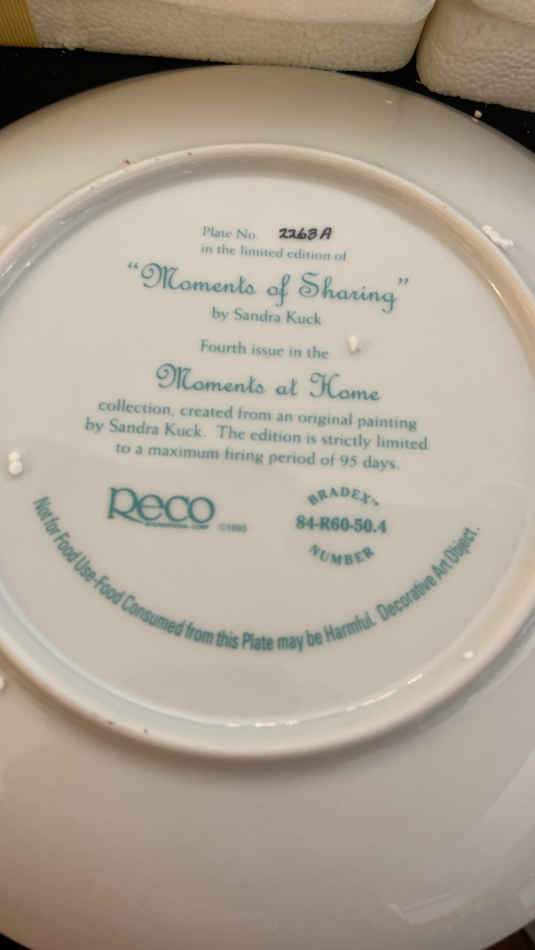 Plate No. 2263A
in the limited edition of
“Moments of Sharing”
by Sandra Kuck
Fourth issue in the
Moments at Home
collection, created from an original painting
by Sandra Kuck. The edition is strictly limited
to a maximum firing period of 95 days.
Reco
BRADEX™
84-R60-50.4
NUMBER
Not for Food Use-Food Consumed from this Plate may be Harmful. Decorative Art Object.